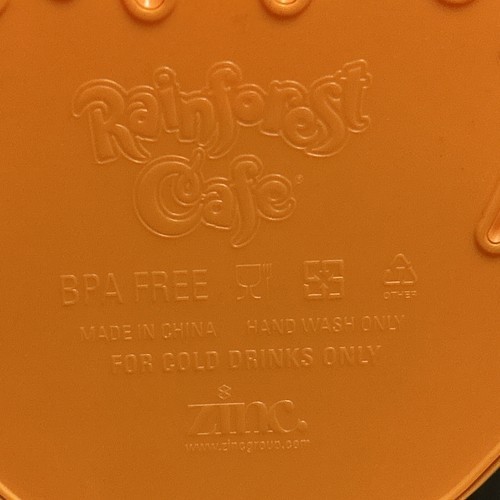 Rainforest
Cafe
BPA FREE
OTHER
MADE IN CHINA HAND WASH ONLY
FOR COLD DRINKS ONLY
zinc.
www.zincgroup.com